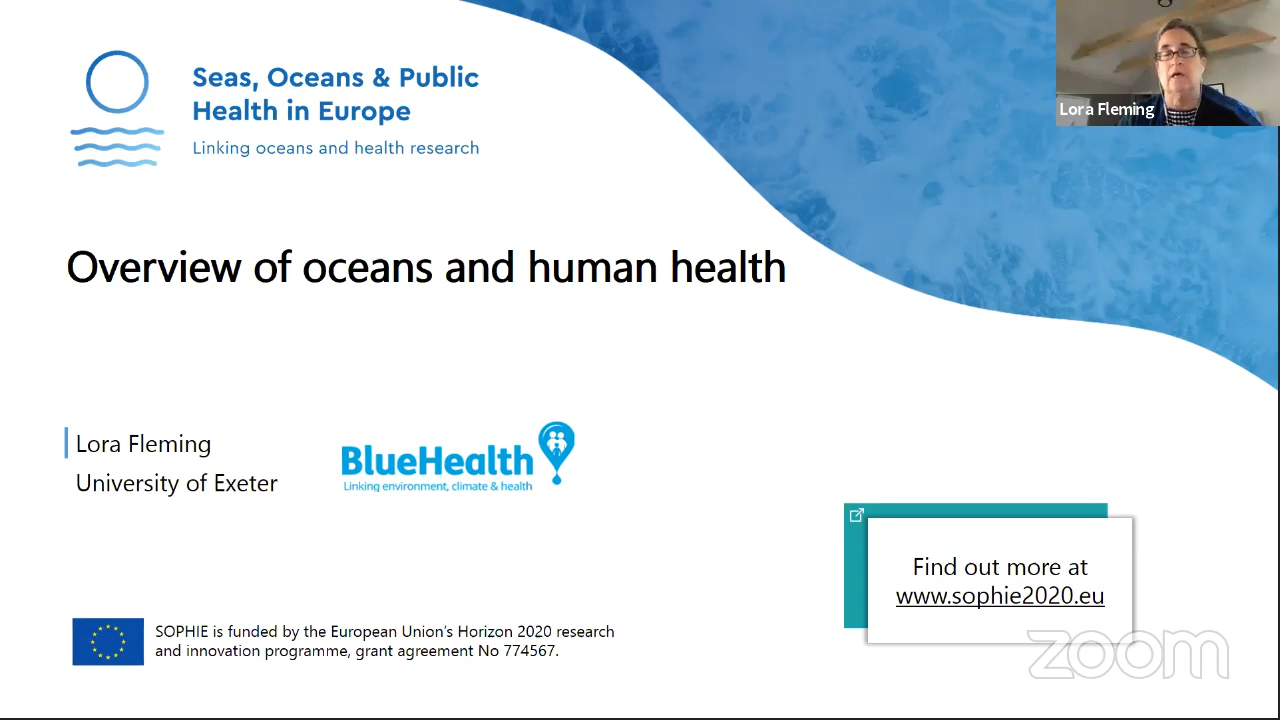 Seas, Oceans & Public
Health in Europe
Linking oceans and health research
Lora Fleming
Overview of oceans and human health
Lora Fleming
University of Exeter
BlueHealth
Linking environment, climate & health
Find out more at
www.sophie2020.eu
SOPHIE is funded by the European Union's Horizon 2020 research
and innovation programme, grant agreement No 774567.
zoom